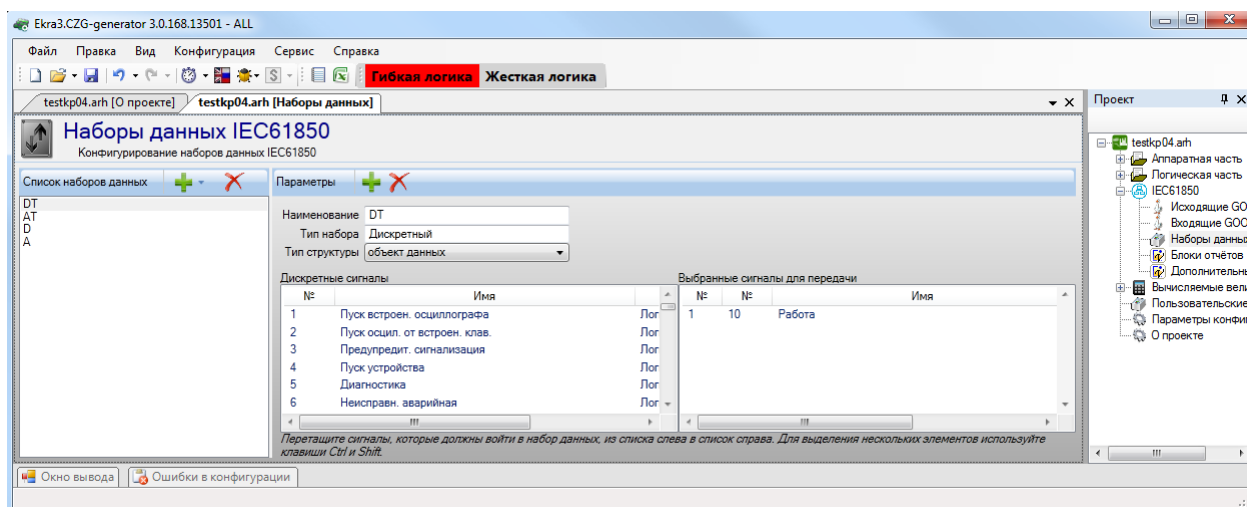 Ekra3.CZG-generator 3.0.168.13501 - ALL
Файл Правка Вид Конфигурация Сервис Справка
S Гибкая логика Жесткая логика
testkp04.arh [О проекте] testkp04.arh [Наборы данных]
Наборы данных IEC61850
Конфигурирование наборов данных IEC61850
Список наборов данных
DT
AT
D
A
Параметры
Наименование DT
Тип набора Дискретный
Тип структуры объект данных
Дискретные сигналы
№ Имя
1 Пуск встроен. осциллографа Лог
2 Пуск осцил. от встроен. клав. Лог
3 Предупредит. сигнализация Лог
4 Пуск устройства Лог
5 Диагностика Лог
6 Неисправн. аварийная Лог
Выбранные сигналы для передачи
№ № Имя
1 10 Работа
Перетащите сигналы, которые должны войти в набор данных, из списка слева в список справа. Для выделения нескольких элементов используйте
клавиши Ctrl и Shift.
Проект
testkp04.arh
Аппаратная часть
Логическая часть
IEC61850
Исходящие GO
Входящие GOO
Наборы данных
Блоки отчётов
Дополнительн
Вычисляемые вели
Пользовательские
Параметры конфи
О проекте
Окно вывода Ошибки в конфигурации